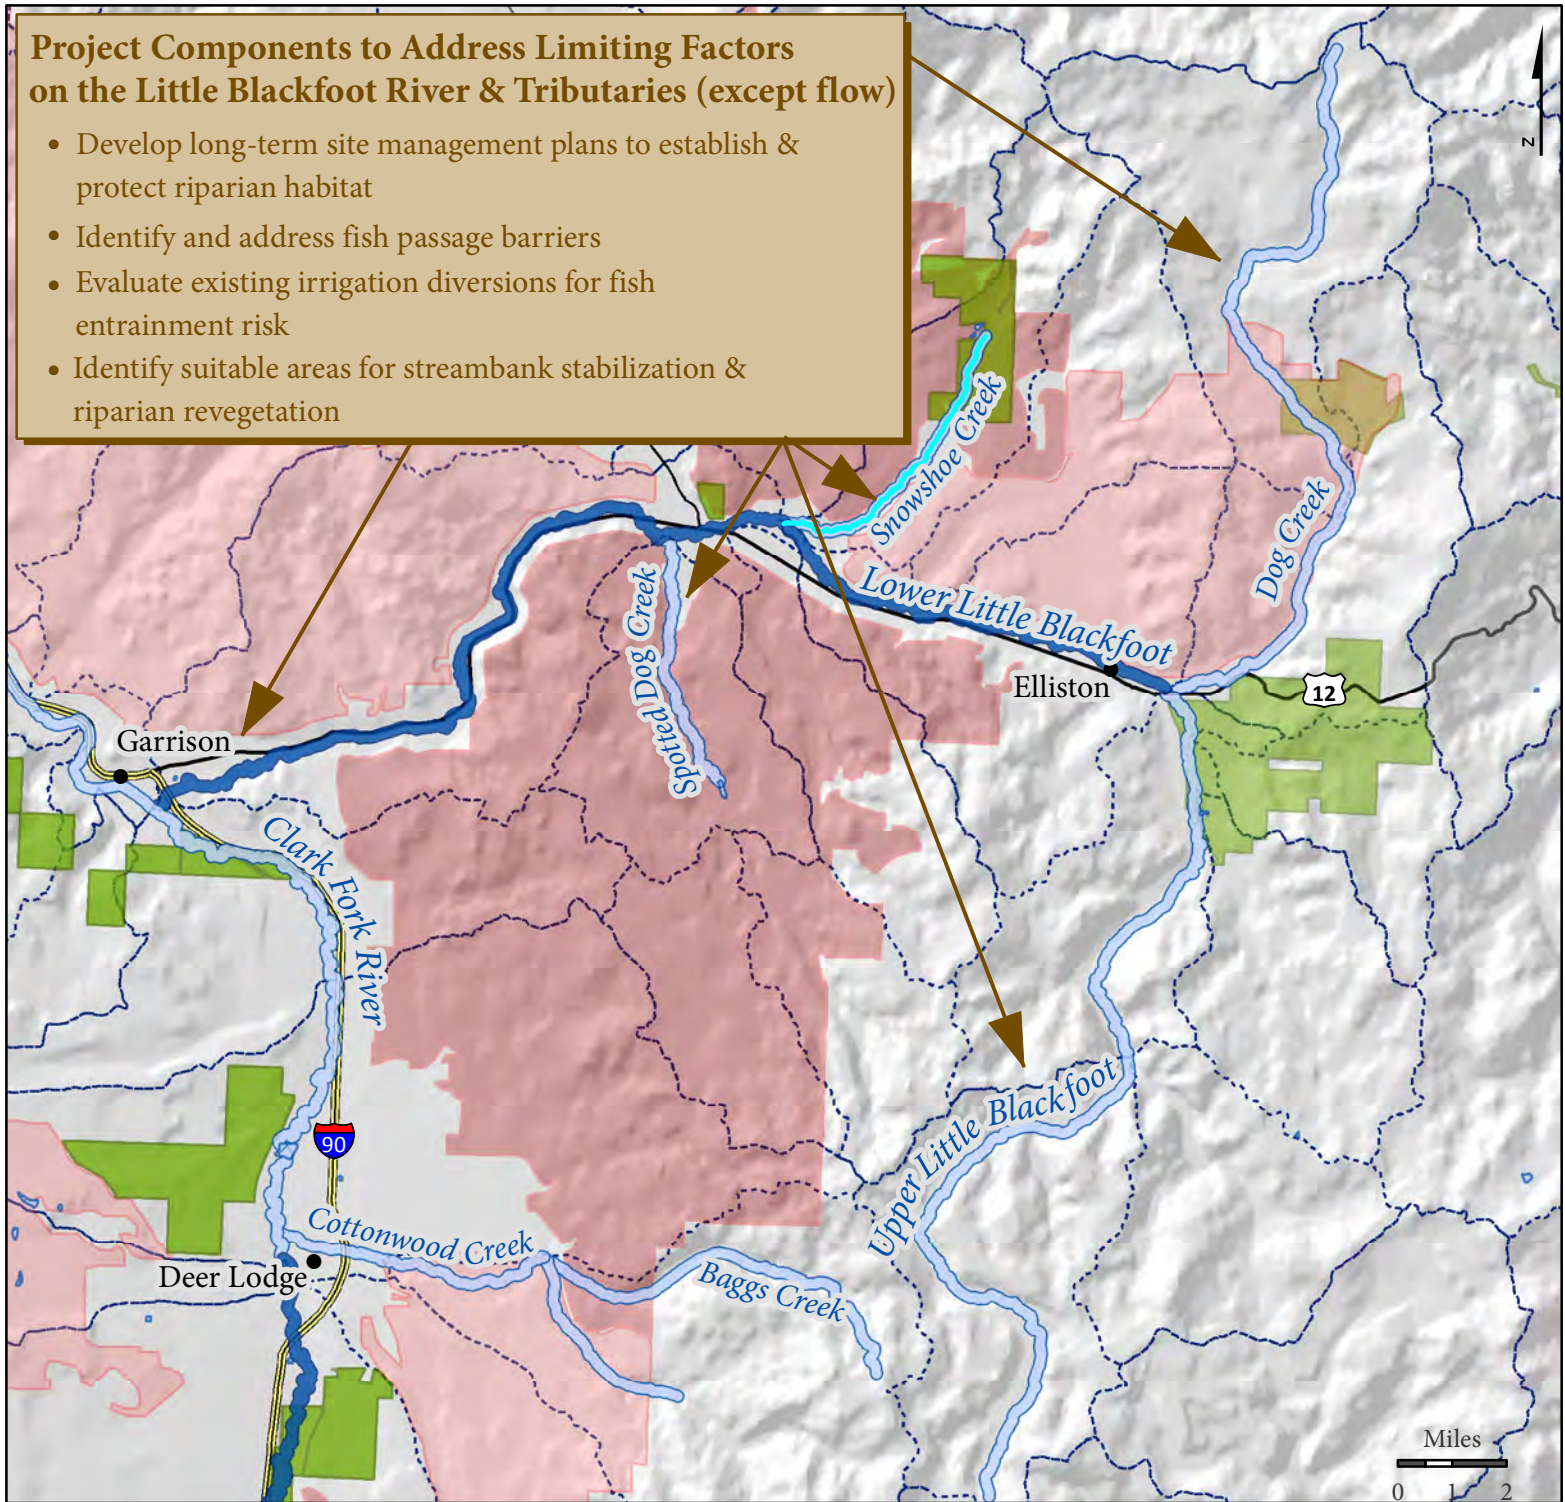 Project Components to Address Limiting Factors
on the Little Blackfoot River & Tributaries (except flow)
• Develop long-term site management plans to establish &
protect riparian habitat
• Identify and address fish passage barriers
• Evaluate existing irrigation diversions for fish
entrainment risk
• Identify suitable areas for streambank stabilization &
riparian revegetation
N
Snowshoe Creek
Dog Creek
Spotted Dog Creek
Lower Little Blackfoot
Elliston
12
Garrison
Clark Fork River
Upper Little Blackfoot
90
Cottonwood Creek
Deer Lodge
Baggs Creek
Miles
0 1 2